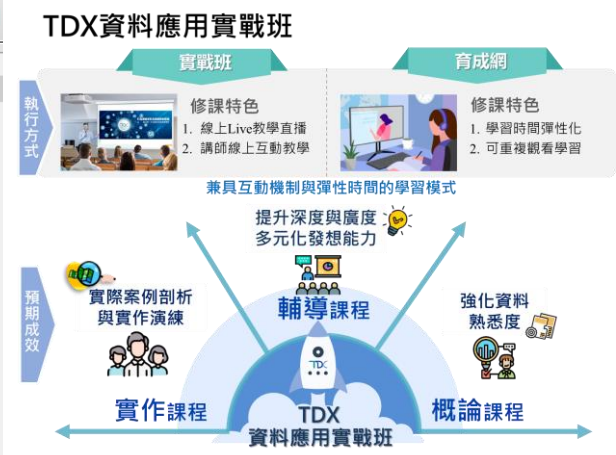 TDX資料應用實戰班
實戰班
育成網
執行方式
修課特色
1. 線上Live教學直播
2. 講師線上互動教學
修課特色
1. 學習時間彈性化
2. 可重複觀看學習
兼具互動機制與彈性時間的學習模式
預期成效
提升深度與廣度
多元化發想能力
輔導課程
實際案例剖析
與實作演練
實作課程
強化資料
熟悉度
概論課程
TDX
TDX
資料應用實戰班